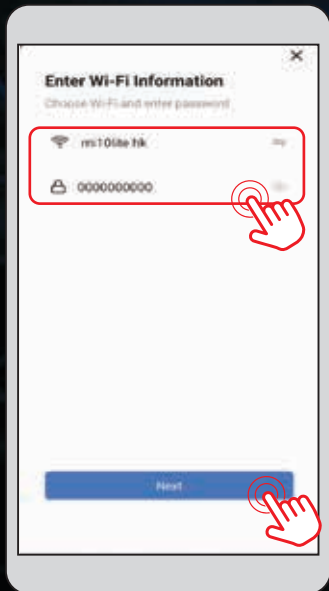 Enter Wi-Fi Information
Choose Wi-Fi and enter password
mi10lite hk
0000000000
Next